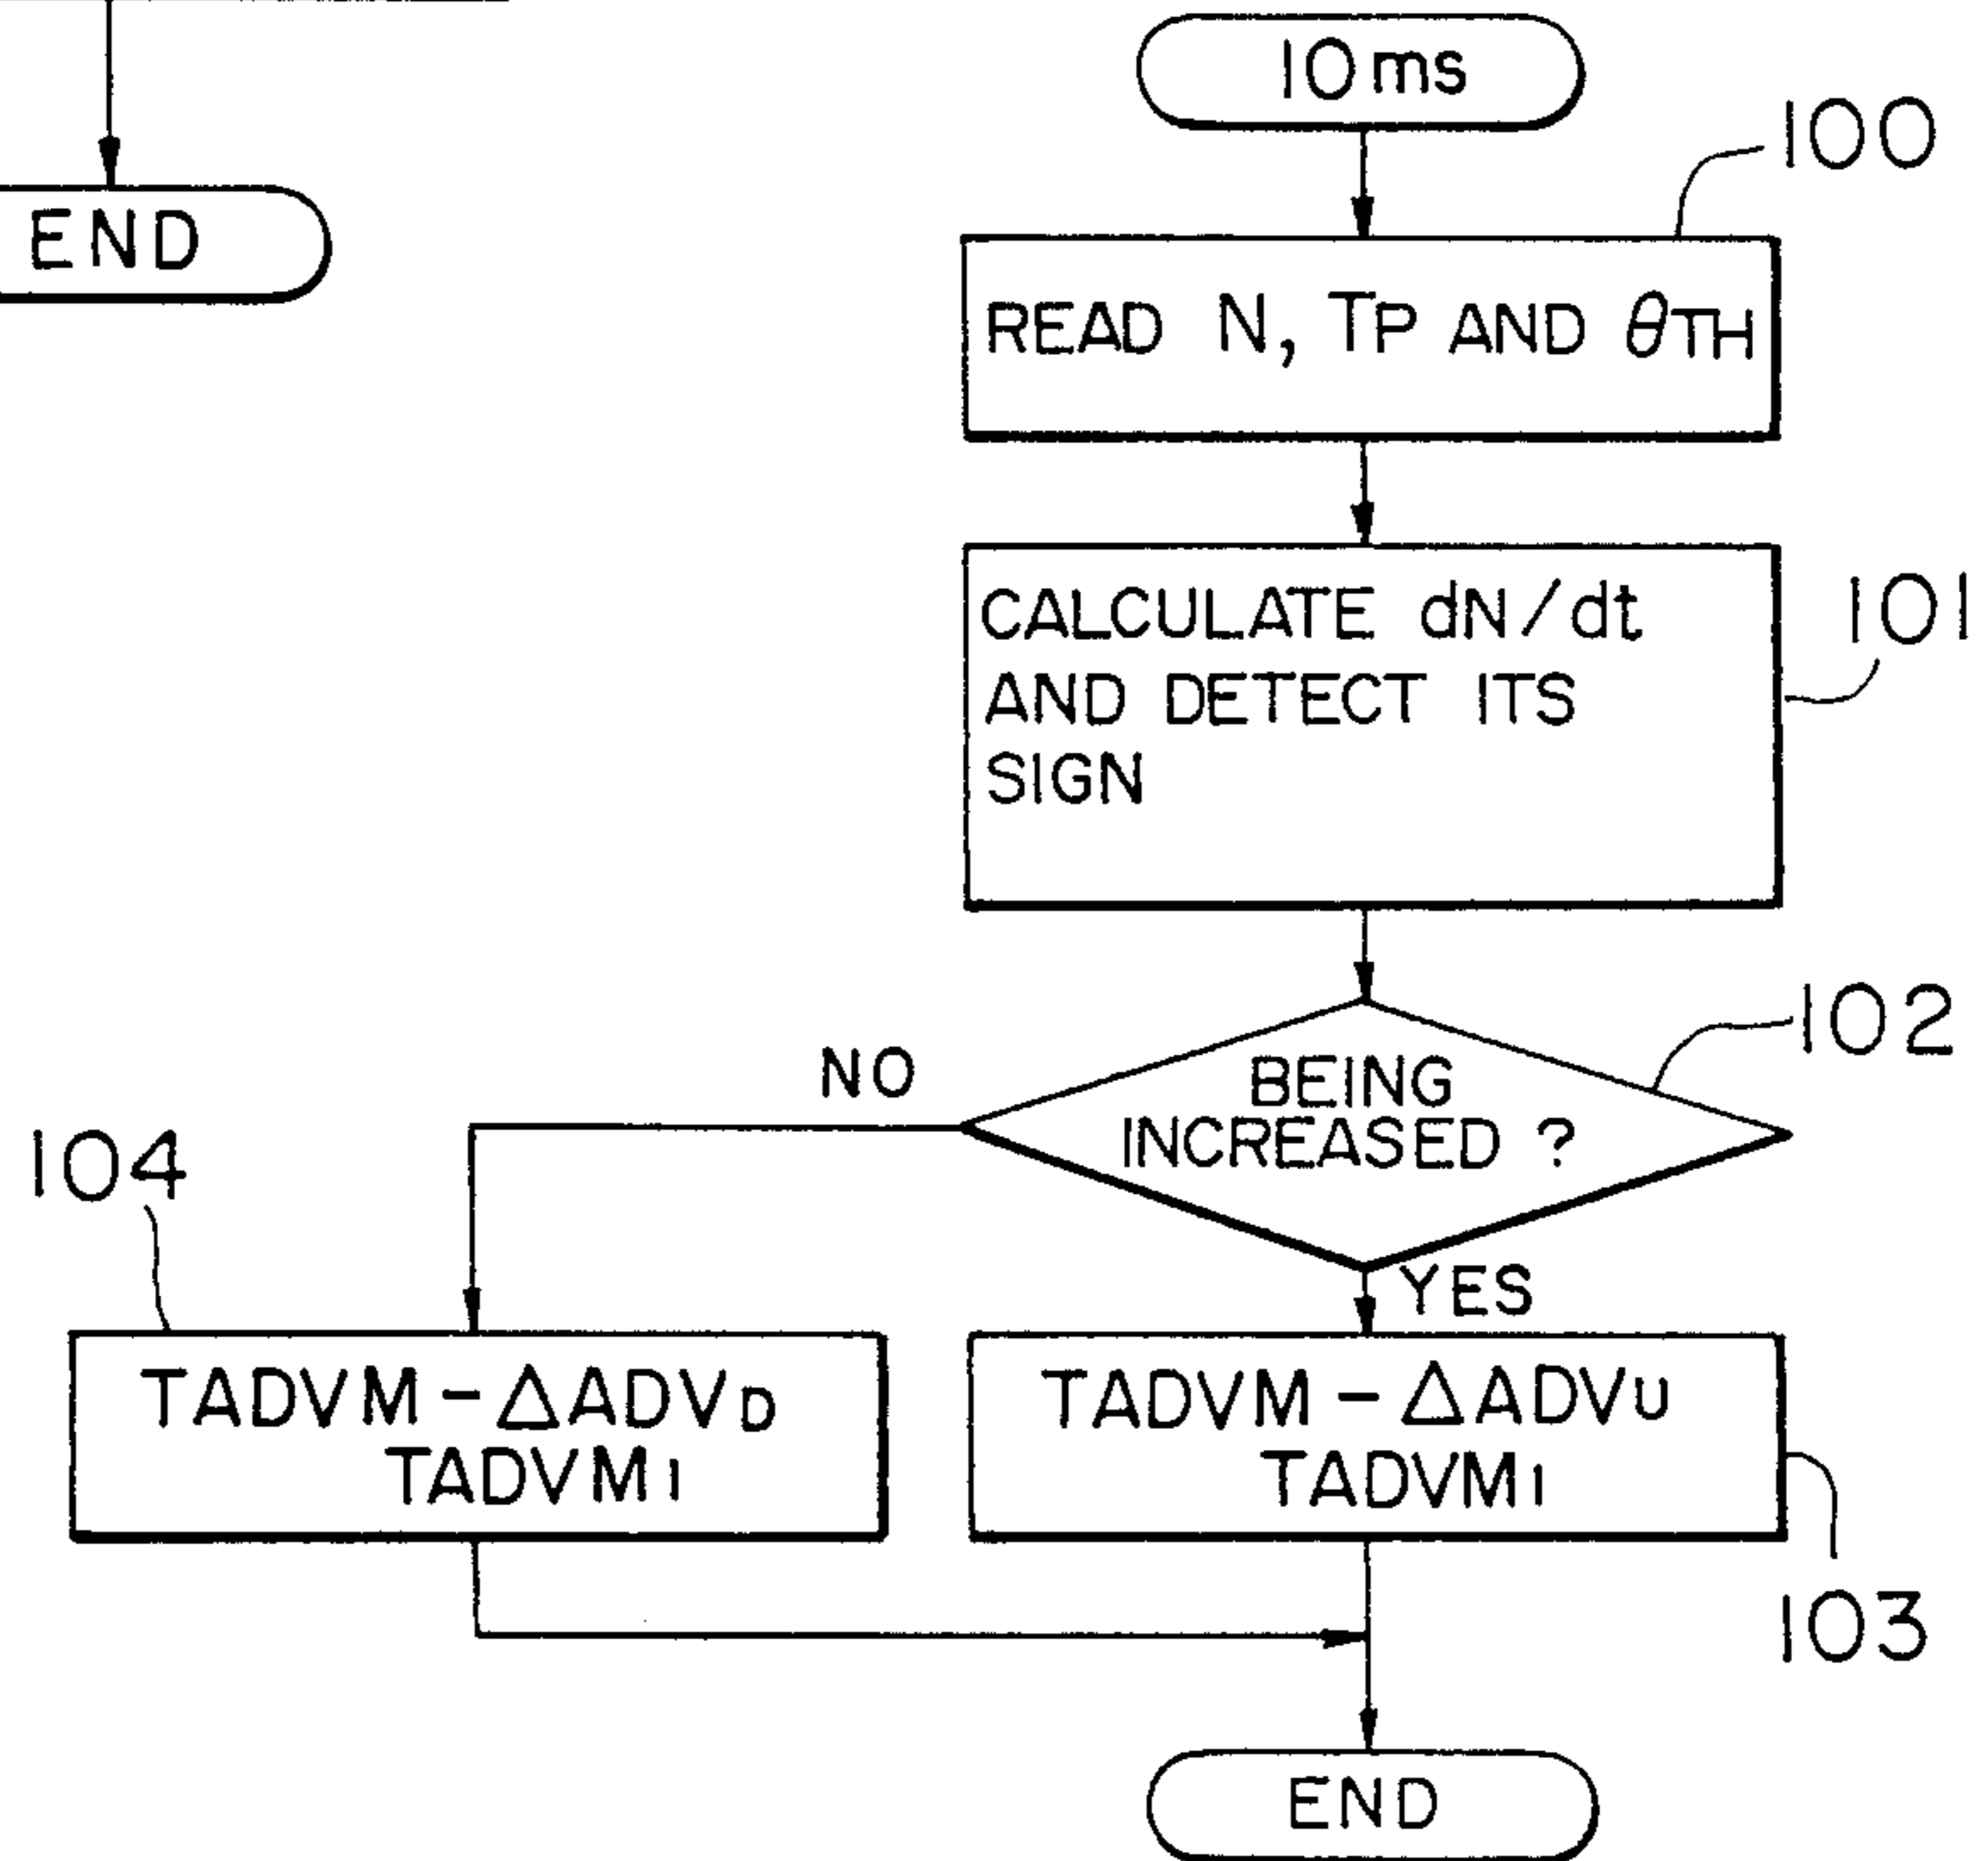 END
10ms
100
READ N, TP AND θTH
CALCULATE dN/dt
AND DETECT ITS
SIGN
101
102
BEING
INCREASED ?
NO
YES
104
TADVM-ΔADVD
TADVM1
TADVM-ΔADVU
TADVM1
103
END